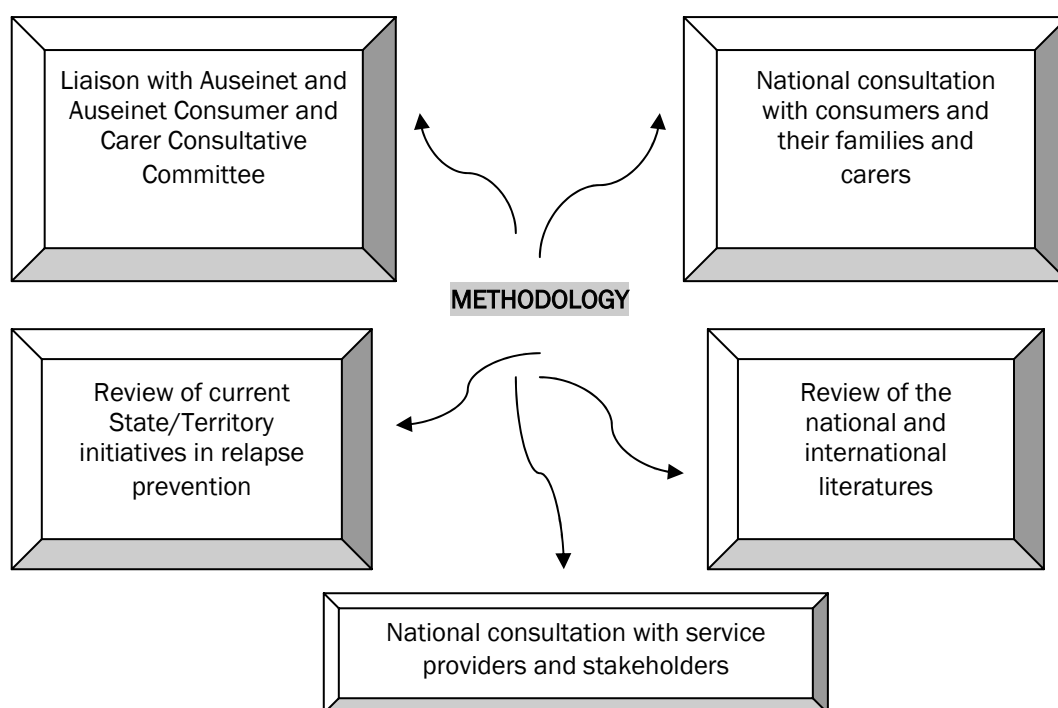 Liaison with Auseinet and
Auseinet Consumer and
Carer Consultative
Committee
National consultation
with consumers and
their families and
carers
METHODOLOGY
Review of current
State/Territory
initiatives in relapse
prevention
Review of the
national and
international
literatures
National consultation with service
providers and stakeholders